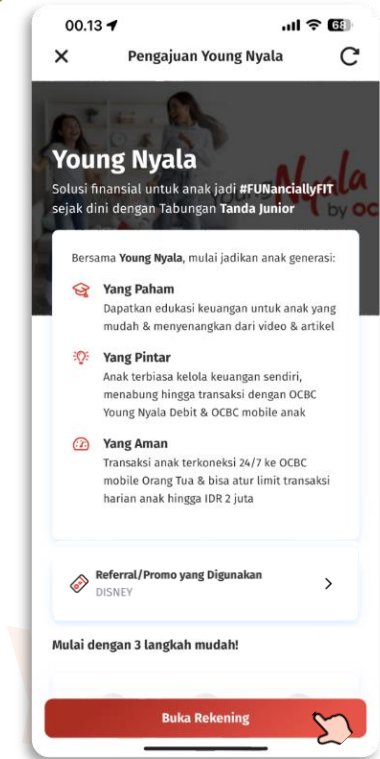 00.13
68
Pengajuan Young Nyala
Young Nyala
Solusi finansial untuk anak jadi #FUNanciallyFIT
sejak dini dengan Tabungan Tanda Junior
Young Nyala
by OC
Bersama Young Nyala, mulai jadikan anak generasi:
Yang Paham
Dapatkan edukasi keuangan untuk anak yang
mudah & menyenangkan dari video & artikel
Yang Pintar
Anak terbiasa kelola keuangan sendiri,
menabung hingga transaksi dengan OCBC
Young Nyala Debit & OCBC mobile anak
Yang Aman
Transaksi anak terkoneksi 24/7 ke OCBC
mobile Orang Tua & bisa atur limit transaksi
harian anak hingga IDR 2 juta
Referral/Promo yang Digunakan
DISNEY
Mulai dengan 3 langkah mudah!
Buka Rekening